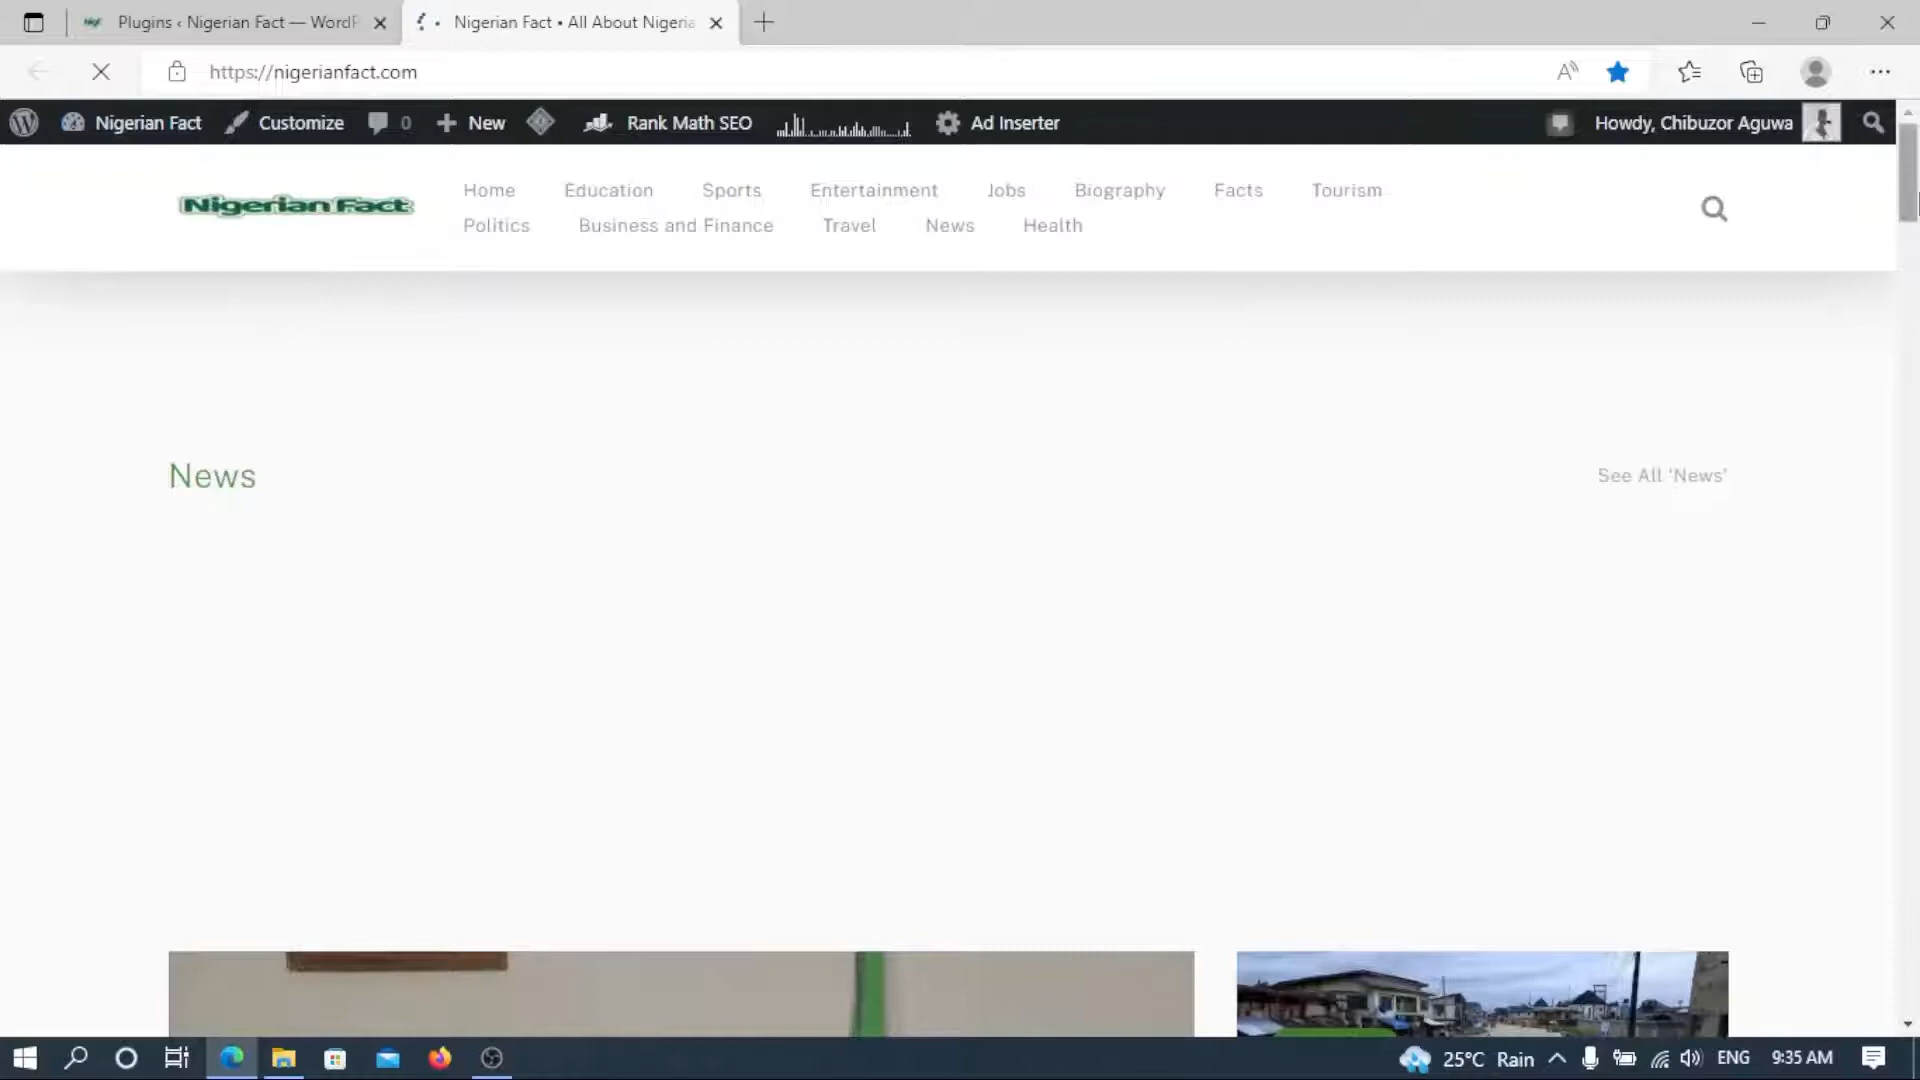 Plugins ‹ Nigerian Fact — WordP
Nigerian Fact • All About Nigeria
https://nigerianfact.com
Nigerian Fact
Customize
0
New
Rank Math SEO
Ad Inserter
Howdy, Chibuzor Aguwa
Nigerian Fact
Home
Education
Sports
Entertainment
Jobs
Biography
Facts
Tourism
Politics
Business and Finance
Travel
News
Health
News
See All 'News'
25°C Rain
ENG
9:35 AM